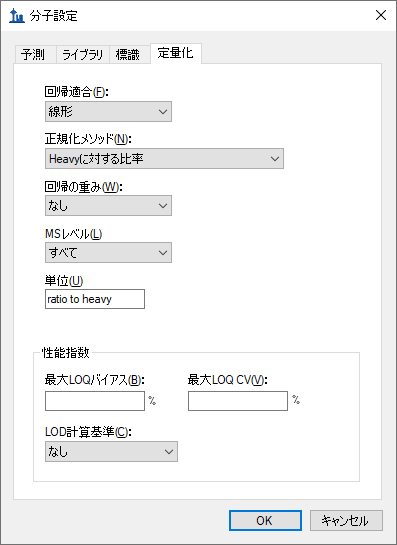 分子設定
予測 ライブラリ 標識 定量化
回帰適合(F):
線形
正規化メソッド(N):
Heavyに対する比率
回帰の重み(W):
なし
MSレベル(L)
すべて
単位(U)
ratio to heavy
性能指数
最大LOQバイアス(B): 最大LOQ CV(V):
% %
LOD計算基準(C):
なし
OK キャンセル